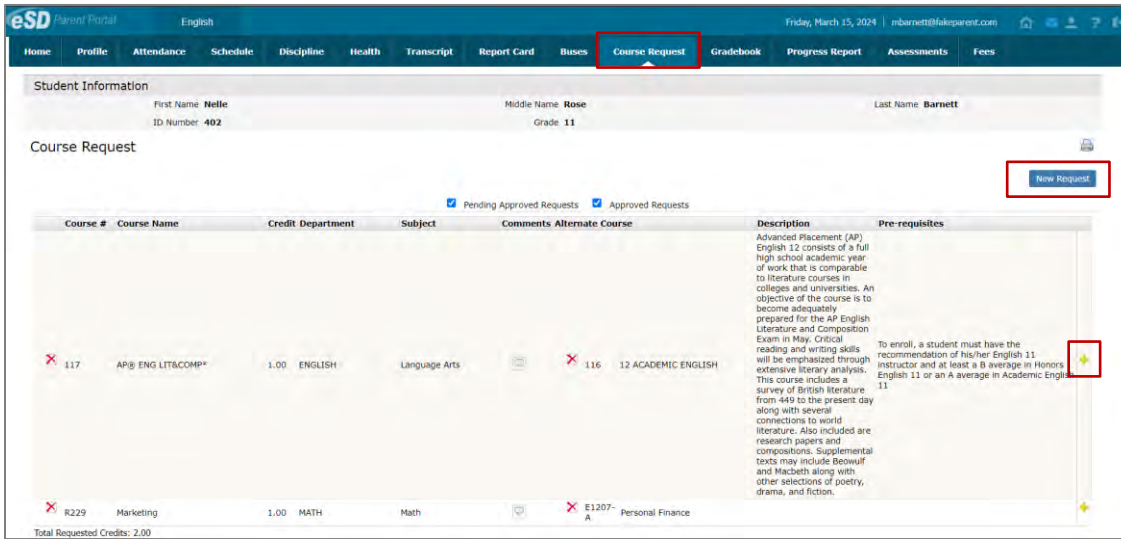 eSD Parent Portal English Friday, March 15, 2024 | mbarnett@fakeparent.com ?
Home Profile Attendance Schedule Discipline Health Transcript Report Card Buses Course Request Gradebook Progress Report Assessments Fees
Student Information
First Name Nelle Middle Name Rose Last Name Barnett
ID Number 402 Grade 11
Course Request
New Request
Pending Approved Requests Approved Requests
Course # Course Name Credit Department Subject Comments Alternate Course Description Pre-requisites
Advanced Placement (AP)
English 12 consists of a full
high school academic year
of work that is comparable
to literature courses in
colleges and universities. An
objective of the course is to
become adequately
prepared for the AP English
Literature and Composition
Exam in May. Critical
reading and writing skills
will be emphasized through
extensive literary analysis.
This course includes a
survey of British literature
from 449 to the present day
along with several
connections to world
literature. Also included are
research papers and
compositions. Supplemental
texts may include Beowulf
and Macbeth along with
other selections of poetry,
drama, and fiction.
117 AP® ENG LIT&COMP* 1.00 ENGLISH Language Arts 116 12 ACADEMIC ENGLISH
To enroll, a student must have the
recommendation of his/her English 11
instructor and at least a B average in Honors
English 11 or an A average in Academic English
11
R229 Marketing 1.00 MATH Math E1207-
A Personal Finance
Total Requested Credits: 2.00